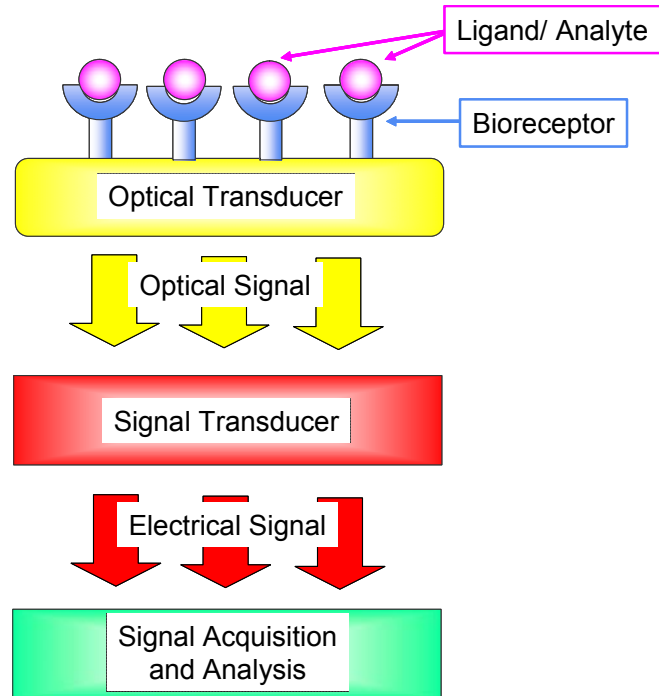 Ligand/ Analyte
Bioreceptor
Optical Transducer
Optical Signal
Signal Transducer
Electrical Signal
Signal Acquisition
and Analysis